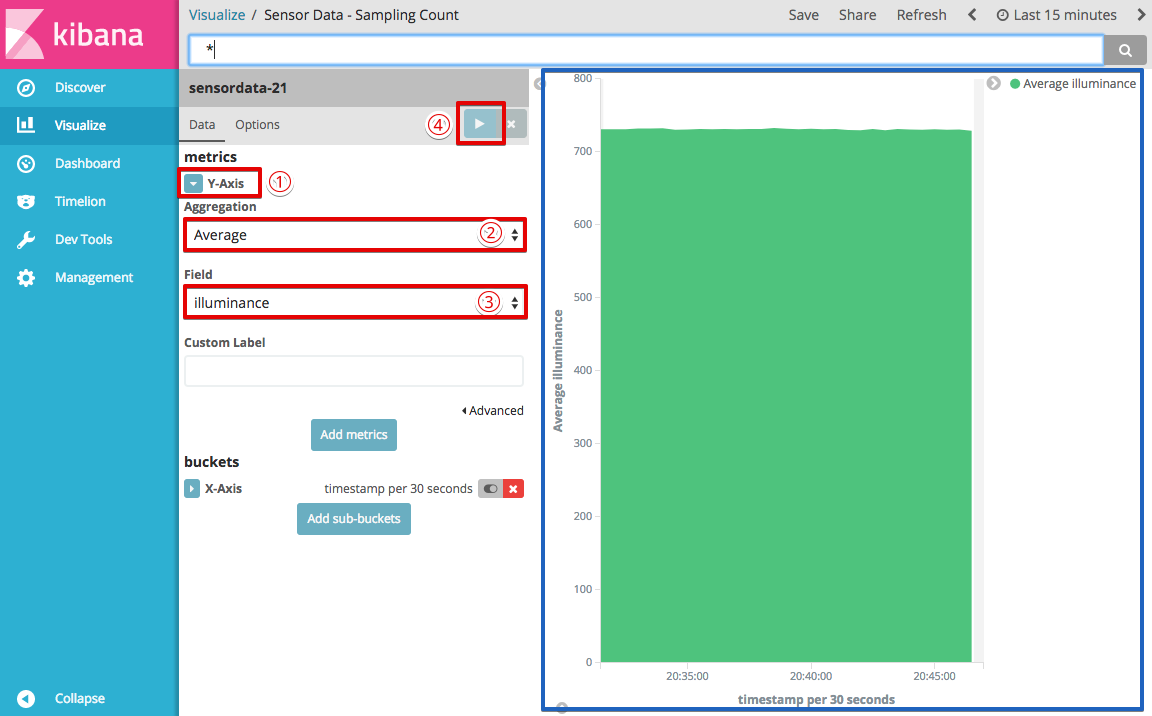 kibana
Discover
Visualize
Dashboard
Timelion
Dev Tools
Management
Collapse
Visualize / Sensor Data - Sampling Count
Save Share Refresh Last 15 minutes
*
sensordata-21
Data Options
④
metrics
Y-Axis ①
Aggregation
Average ②
Field
illuminance ③
Custom Label
Advanced
Add metrics
buckets
X-Axis timestamp per 30 seconds
Add sub-buckets
Average illuminance
800
700
600
500
400
300
200
100
0
Average illuminance
20:35:00 20:40:00 20:45:00
timestamp per 30 seconds